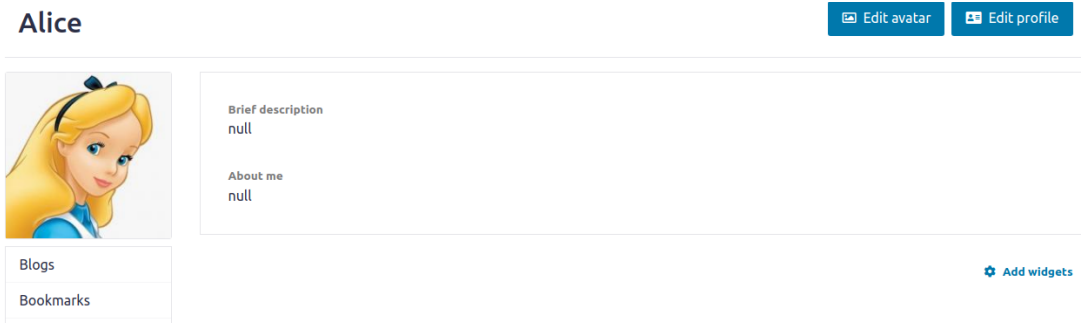 Alice
Edit avatar
Edit profile
Brief description
null
About me
null
Blogs
Bookmarks
Add widgets